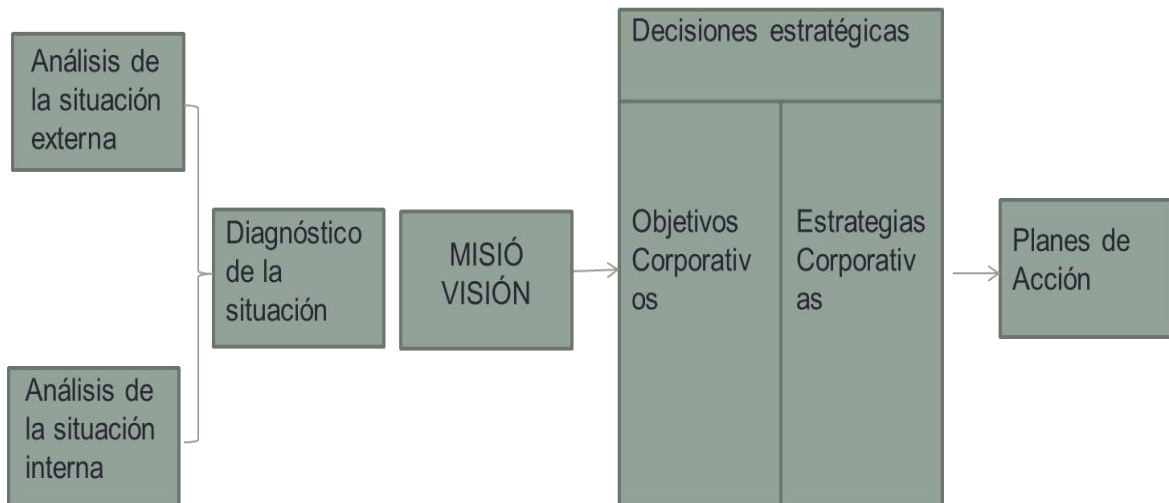 Análisis de
la situación
externa
Análisis de
la situación
interna
Diagnóstico
de la
situación
MISIÓ
VISIÓN
Decisiones estratégicas
Objetivos
Corporativ
os
Estrategias
Corporativ
as
Planes de
Acción